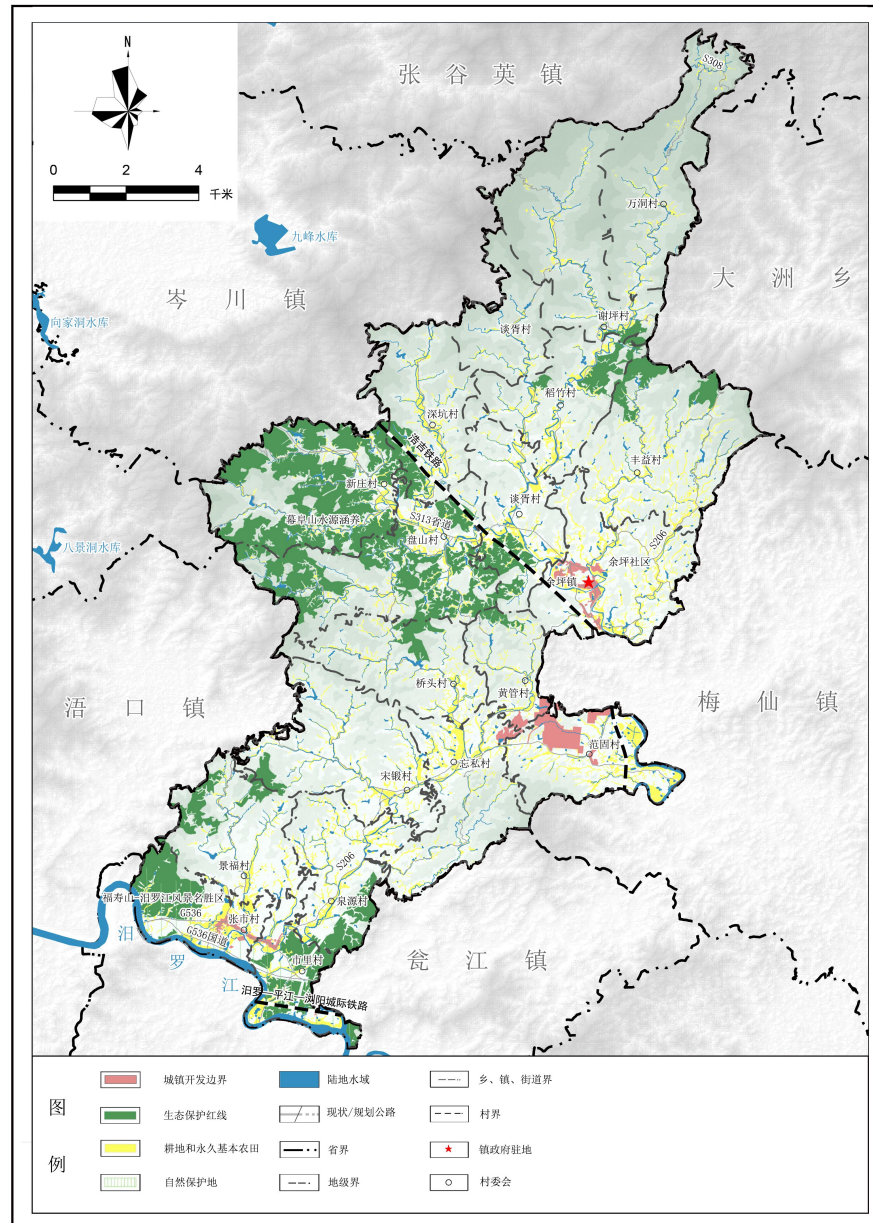 N
0 2 4
千米
张谷英镇
S308
万洞村
九峰水库
大洲乡
岑川镇
向家洞水库
谈胥村
谢坪村
稻竹村
深坑村
浩吉铁路
丰益村
新庄村
谈胥村
幕阜山水源涵养
S313省道
盘山村
S206
八景洞水库
余坪社区
余坪镇
桥头村
黄管村
浯口镇
梅仙镇
范固村
忘私村
宋锻村
S206
景福村
福寿山-汨罗江风景名胜区
泉源村
G536
张市村
G536国道
汨罗江
市里村
瓮江镇
汨罗—平江—浏阳城际铁路
图例
城镇开发边界
生态保护红线
耕地和永久基本农田
自然保护地
陆地水域
现状/规划公路
省界
地级界
乡、镇、街道界
村界
镇政府驻地
村委会